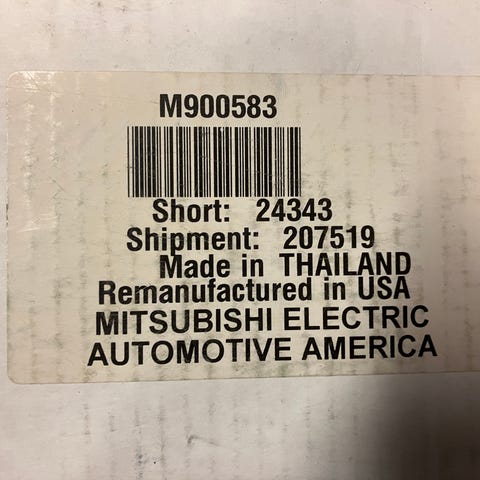 M900583
Short: 24343
Shipment: 207519
Made in THAILAND
Remanufactured in USA
MITSUBISHI ELECTRIC
AUTOMOTIVE AMERICA